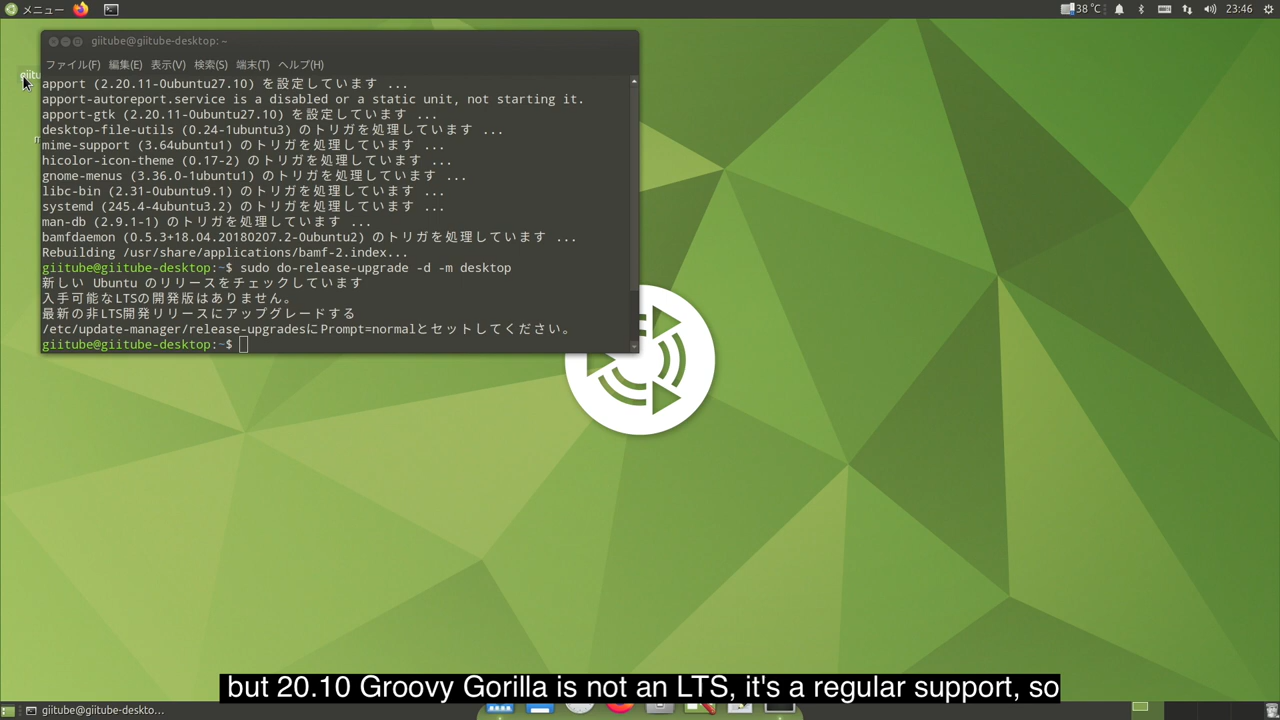 メニュー
38 ℃
23:46
giitube@giitube-desktop: ~
ファイル(F) 編集(E) 表示(V) 検索(S) 端末(T) ヘルプ(H)
giitu
apport (2.20.11-0ubuntu27.10) を設定しています ...
apport-autoreport.service is a disabled or a static unit, not starting it.
apport-gtk (2.20.11-0ubuntu27.10) を設定しています ...
desktop-file-utils (0.24-1ubuntu3) のトリガを処理しています ...
mime-support (3.64ubuntu1) のトリガを処理しています ...
hicolor-icon-theme (0.17-2) のトリガを処理しています ...
gnome-menus (3.36.0-1ubuntu1) のトリガを処理しています ...
libc-bin (2.31-0ubuntu9.1) のトリガを処理しています ...
systemd (245.4-4ubuntu3.2) のトリガを処理しています ...
man-db (2.9.1-1) のトリガを処理しています ...
bamfdaemon (0.5.3+18.04.20180207.2-0ubuntu2) のトリガを処理しています ...
Rebuilding /usr/share/applications/bamf-2.index...
giitube@giitube-desktop:~$ sudo do-release-upgrade -d -m desktop
新しい Ubuntu のリリースをチェックしています
入手可能なLTSの開発版はありません。
最新の非LTS開発リリースにアップグレードする
/etc/update-manager/release-upgradesにPrompt=normalとセットしてください。
giitube@giitube-desktop:~$
but 20.10 Groovy Gorilla is not an LTS, it's a regular support, so
giitube@giitube-deskto...